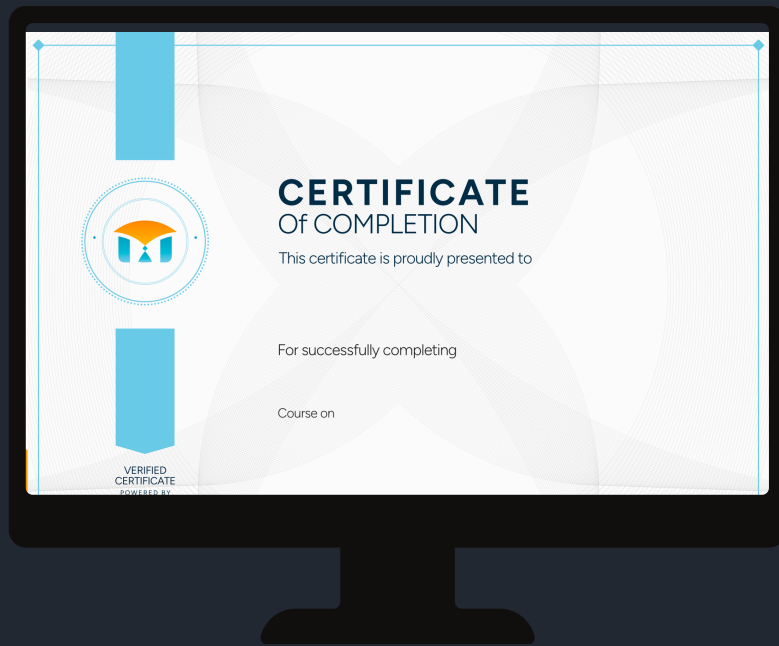 CERTIFICATE
Of COMPLETION
This certificate is proudly presented to
For successfully completing
Course on
VERIFIED
CERTIFICATE
POWERED BY